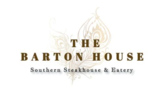 THE
BARTON HOUSE
Southern Steakhouse & Eatery